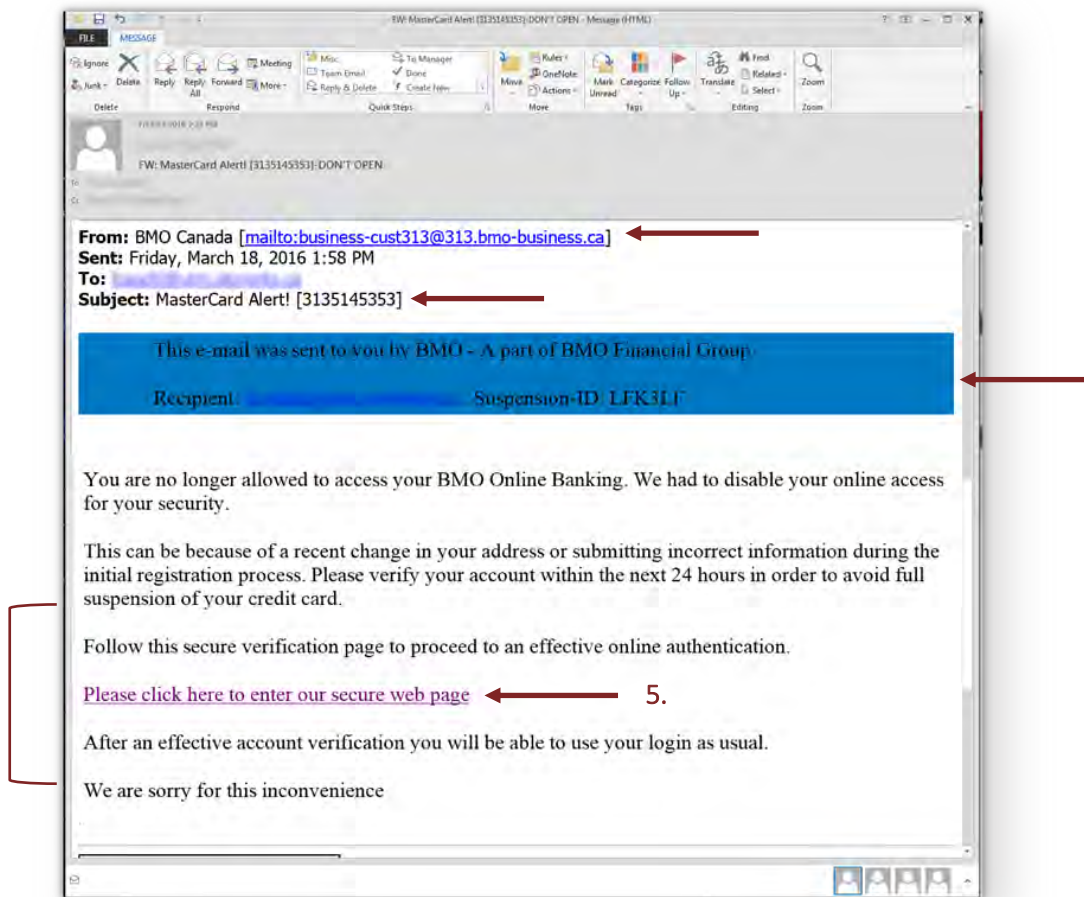 FW: MasterCard Alert! [3135145353]-DON'T OPEN - Message (HTML)
FILE MESSAGE
Ignore
Junk
Delete
Reply
Reply All
Forward
Meeting
More
Misc
Team Email
Reply & Delete
To Manager
Done
Create New
Move
Rules
OneNote
Actions
Mark Unread
Categorize
Follow Up
Translate
Find
Related
Select
Zoom
Delete Respond Quick Steps Move Tags Editing Zoom
FW: MasterCard Alert! [3135145353]-DON'T OPEN
To
Cc
From: BMO Canada [mailto:business-cust313@313.bmo-business.ca]
Sent: Friday, March 18, 2016 1:58 PM
To:
Subject: MasterCard Alert! [3135145353]
This e-mail was sent to you by BMO - A part of BMO Financial Group
Recipient: Suspension-ID: LFK3LF
You are no longer allowed to access your BMO Online Banking. We had to disable your online access
for your security.
This can be because of a recent change in your address or submitting incorrect information during the
initial registration process. Please verify your account within the next 24 hours in order to avoid full
suspension of your credit card.
Follow this secure verification page to proceed to an effective online authentication.
Please click here to enter our secure web page 5.
After an effective account verification you will be able to use your login as usual.
We are sorry for this inconvenience